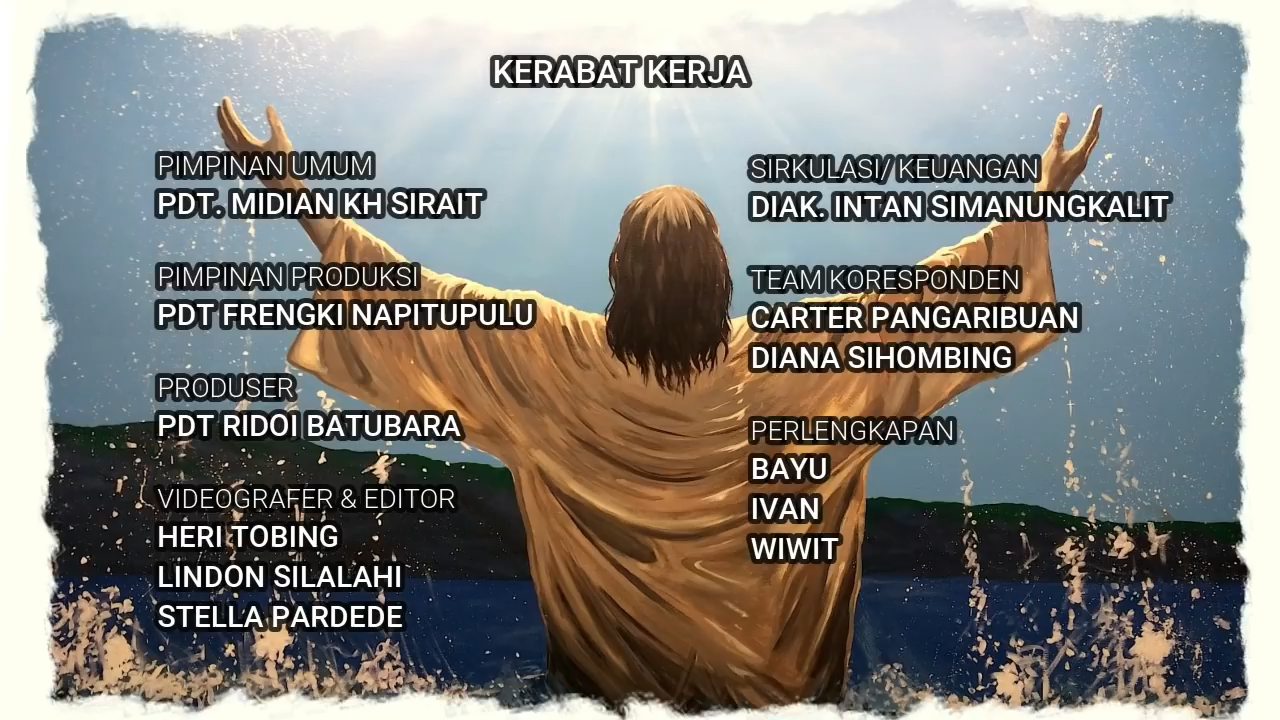 KERABAT KERJA
PIMPINAN UMUM
PDT. MIDIAN KH SIRAIT
PIMPINAN PRODUKSI
PDT FRENGKI NAPITUPULU
PRODUSER
PDT RIDOI BATUBARA
VIDEOGRAFER & EDITOR
HERI TOBING
LINDON SILALAHI
STELLA PARDEDE
SIRKULASI/ KEUANGAN
DIAK. INTAN SIMANUNGKALIT
TEAM KORESPONDEN
CARTER PANGARIBUAN
DIANA SIHOMBING
PERLENGKAPAN
BAYU
IVAN
WIWIT